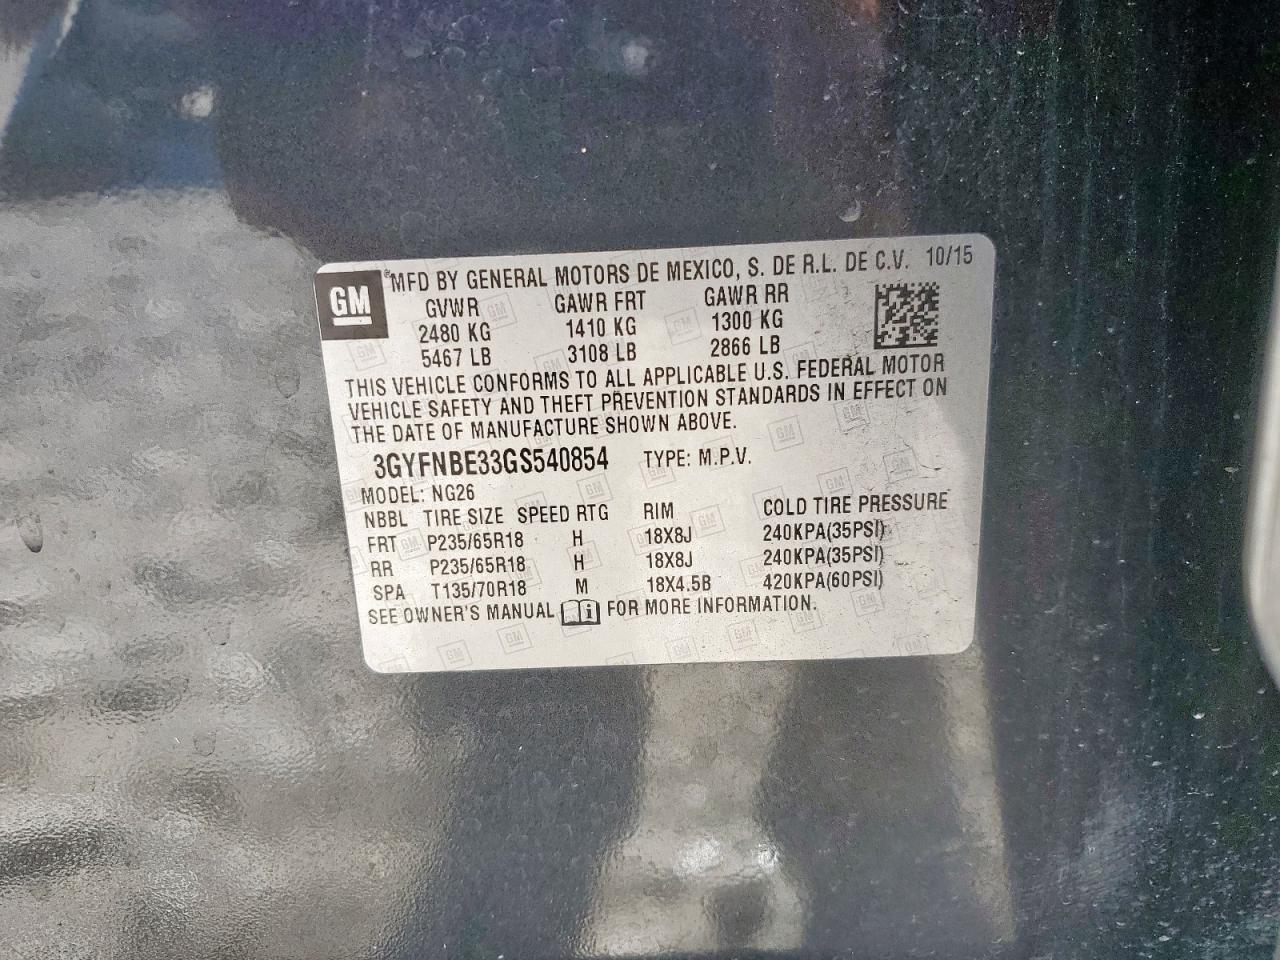 GM ® MFD BY GENERAL MOTORS DE MEXICO, S. DE R.L. DE C.V. 10/15
GVWR GAWR FRT GAWR RR
2480 KG 1410 KG 1300 KG
5467 LB 3108 LB 2866 LB
THIS VEHICLE CONFORMS TO ALL APPLICABLE U.S. FEDERAL MOTOR
VEHICLE SAFETY AND THEFT PREVENTION STANDARDS IN EFFECT ON
THE DATE OF MANUFACTURE SHOWN ABOVE.
3GYFNBE33GS540854 TYPE: M.P.V.
MODEL: NG26
NBBL TIRE SIZE SPEED RTG RIM COLD TIRE PRESSURE
FRT P235/65R18 H 18X8J 240KPA(35PSI)
RR P235/65R18 H 18X8J 240KPA(35PSI)
SPA T135/70R18 M 18X4.5B 420KPA(60PSI)
SEE OWNER'S MANUAL i FOR MORE INFORMATION.